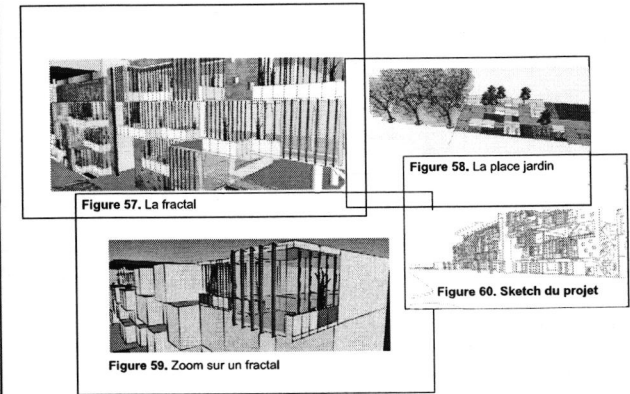 Figure 57. La fractal
Figure 58. La place jardin
Figure 59. Zoom sur un fractal
Figure 60. Sketch du projet